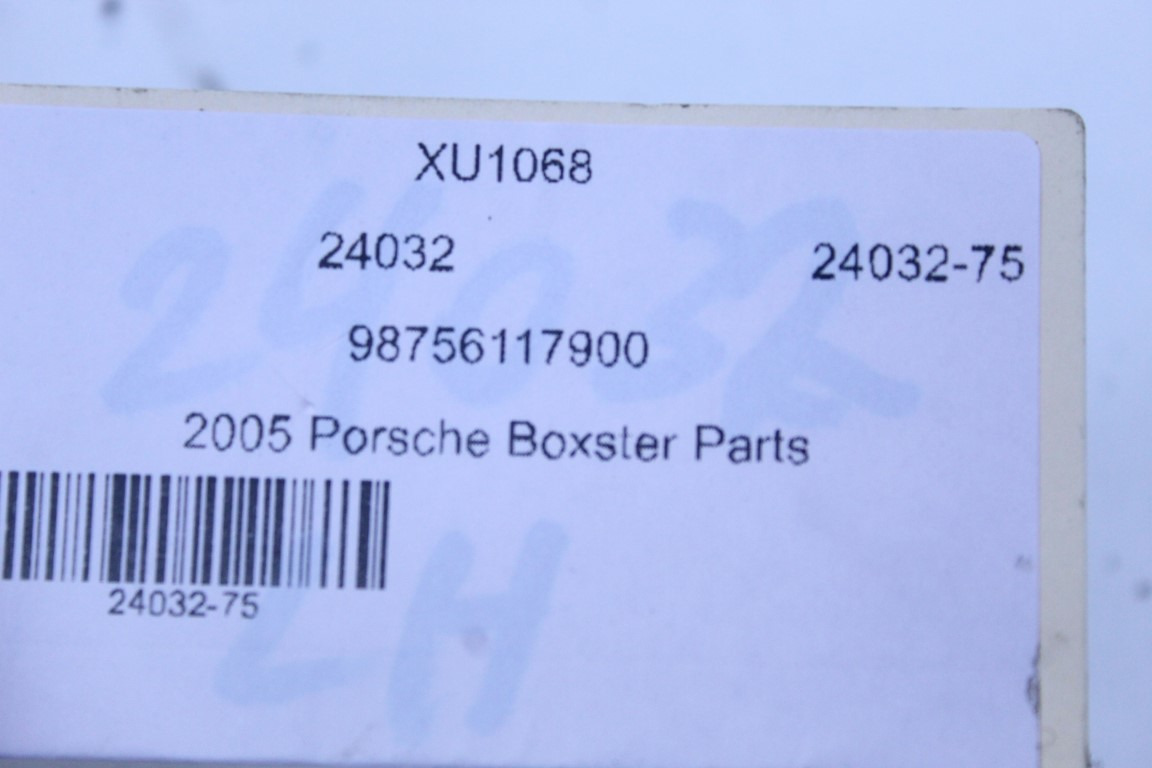 XU1068
24032 24032-75
98756117900
2005 Porsche Boxster Parts
24032-75
24032
LH